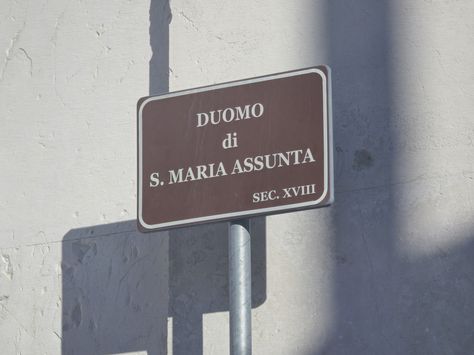 DUOMO
di
S. MARIA ASSUNTA
SEC. XVIII